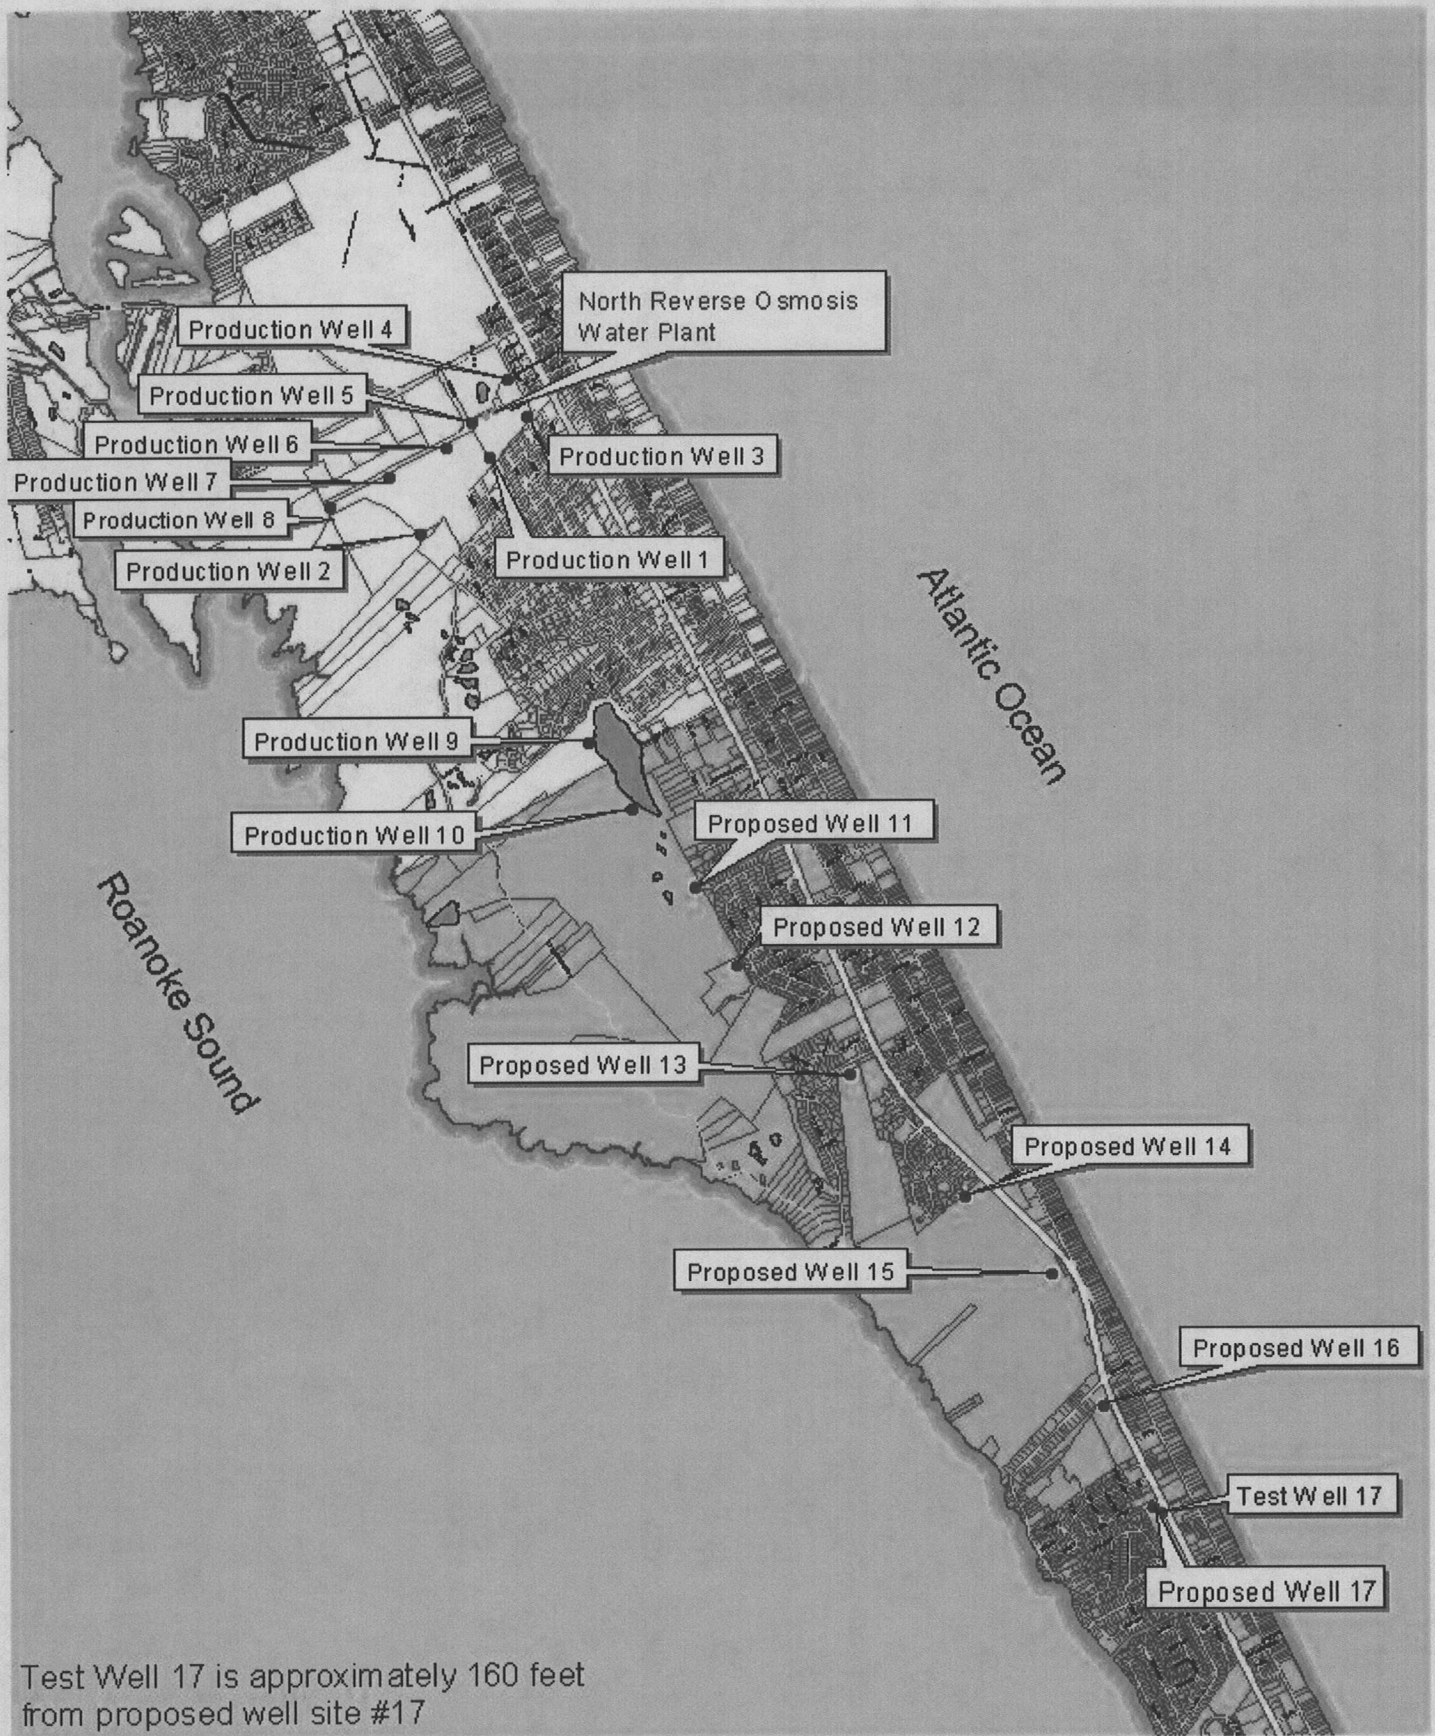 North Reverse Osmosis
Water Plant
Production Well 4
Production Well 5
Production Well 6
Production Well 3
Production Well 7
Production Well 8
Production Well 1
Production Well 2
Atlantic Ocean
Production Well 9
Production Well 10
Proposed Well 11
Roanoke Sound
Proposed Well 12
Proposed Well 13
Proposed Well 14
Proposed Well 15
Proposed Well 16
Test Well 17
Proposed Well 17
Test Well 17 is approximately 160 feet
from proposed well site #17